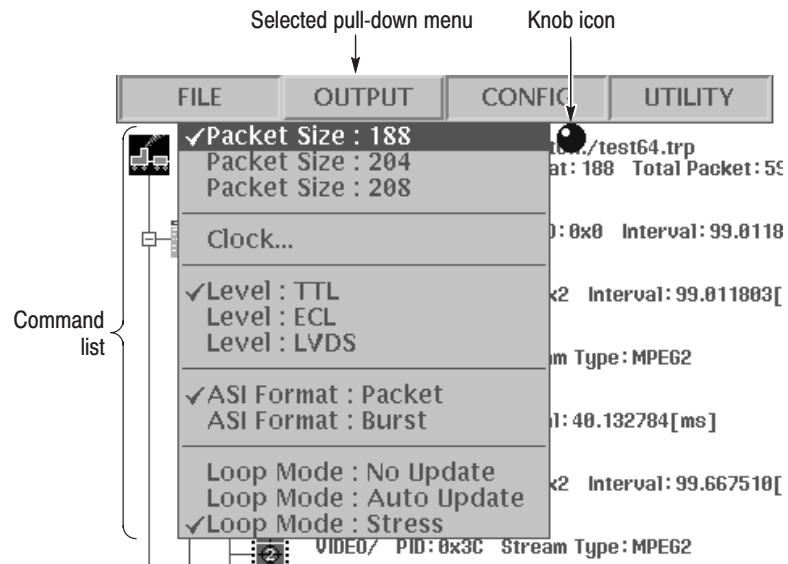 Selected pull-down menu
Knob icon
FILE
OUTPUT
CONFIG
UTILITY
✓Packet Size : 188
Packet Size : 204
Packet Size : 208
Clock...
✓Level : TTL
Level : ECL
Level : LVDS
✓ASI Format : Packet
ASI Format : Burst
Loop Mode : No Update
Loop Mode : Auto Update
✓Loop Mode : Stress
Command
list
/test64.trp
at: 188 Total Packet: 59
): 0x0 Interval: 99.0118
x2 Interval: 99.011803[
m Type: MPEG2
l: 40.132784[ms]
x2 Interval: 99.667510[
2
VIDEO/ PID: 0x3C Stream Type: MPEG2